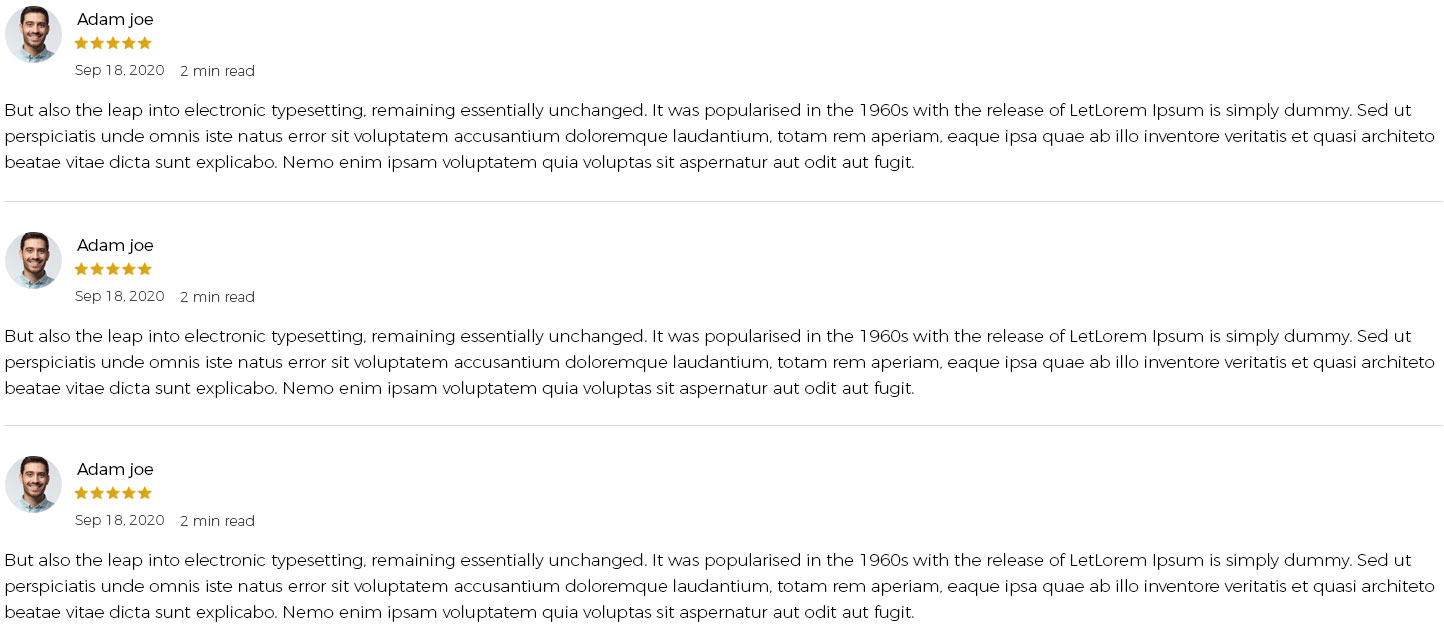 Adam joe
Sep 18, 2020 2 min read
But also the leap into electronic typesetting, remaining essentially unchanged. It was popularised in the 1960s with the release of LetLorem Ipsum is simply dummy. Sed ut
perspiciatis unde omnis iste natus error sit voluptatem accusantium doloremque laudantium, totam rem aperiam, eaque ipsa quae ab illo inventore veritatis et quasi architeto
beatae vitae dicta sunt explicabo. Nemo enim ipsam voluptatem quia voluptas sit aspernatur aut odit aut fugit.
Adam joe
Sep 18, 2020 2 min read
But also the leap into electronic typesetting, remaining essentially unchanged. It was popularised in the 1960s with the release of LetLorem Ipsum is simply dummy. Sed ut
perspiciatis unde omnis iste natus error sit voluptatem accusantium doloremque laudantium, totam rem aperiam, eaque ipsa quae ab illo inventore veritatis et quasi architeto
beatae vitae dicta sunt explicabo. Nemo enim ipsam voluptatem quia voluptas sit aspernatur aut odit aut fugit.
Adam joe
Sep 18, 2020 2 min read
But also the leap into electronic typesetting, remaining essentially unchanged. It was popularised in the 1960s with the release of LetLorem Ipsum is simply dummy. Sed ut
perspiciatis unde omnis iste natus error sit voluptatem accusantium doloremque laudantium, totam rem aperiam, eaque ipsa quae ab illo inventore veritatis et quasi architeto
beatae vitae dicta sunt explicabo. Nemo enim ipsam voluptatem quia voluptas sit aspernatur aut odit aut fugit.